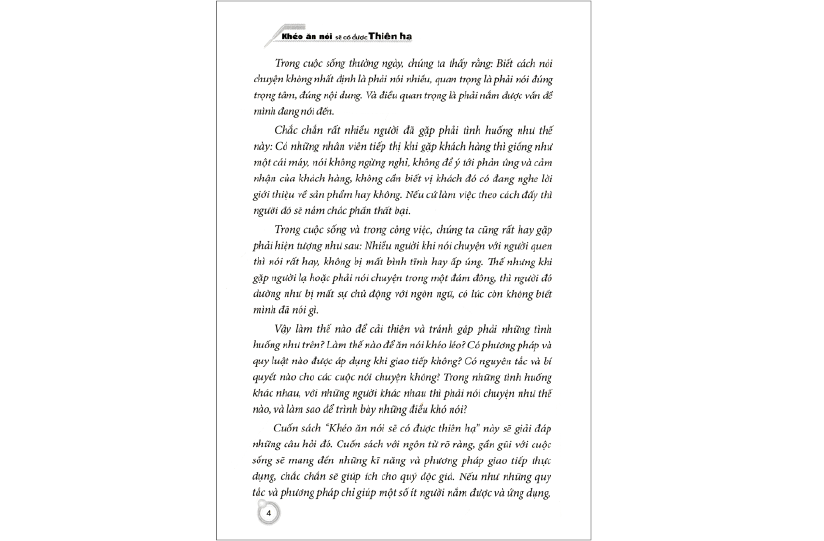 Khéo ăn nói sẽ có được Thiên hạ
Trong cuộc sống thường ngày, chúng ta thấy rằng: Biết cách nói
chuyện không nhất định là phải nói nhiều, quan trọng là phải nói đúng
trọng tâm, đúng nội dung. Và điều quan trọng là phải nắm được vấn đề
mình đang nói đến.
Chắc chắn rất nhiều người đã gặp phải tình huống như thế
này: Có những nhân viên tiếp thị khi gặp khách hàng thì giống như
một cái máy, nói không ngừng nghỉ, không để ý tới phản ứng và cảm
nhận của khách hàng, không cần biết vị khách đó có đang nghe lời
giới thiệu về sản phẩm hay không. Nếu cứ làm việc theo cách đấy thì
người đó sẽ nắm chắc phần thất bại.
Trong cuộc sống và trong công việc, chúng ta cũng rất hay gặp
phải hiện tượng như sau: Nhiều người khi nói chuyện với người quen
thì nói rất hay, không bị mất bình tĩnh hay ấp úng. Thế nhưng khi
gặp người lạ hoặc phải nói chuyện trong một đám đông, thì người đó
dường như bị mất sự chủ động với ngôn ngữ, có lúc còn không biết
mình đã nói gì.
Vậy làm thế nào để cải thiện và tránh gặp phải những tình
huống như trên? Làm thế nào để ăn nói khéo léo? Có phương pháp và
quy luật nào được áp dụng khi giao tiếp không? Có nguyên tắc và bí
quyết nào cho các cuộc nói chuyện không? Trong những tình huống
khác nhau, với những người khác nhau thì phải nói chuyện như thế
nào, và làm sao để trình bày những điều khó nói?
Cuốn sách “Khéo ăn nói sẽ có được thiên hạ” này sẽ giải đáp
những câu hỏi đó. Cuốn sách với ngôn từ rõ ràng, gần gũi với cuộc
sống sẽ mang đến những kĩ năng và phương pháp giao tiếp thực
dụng, chắc chắn sẽ giúp ích cho quý độc giả. Nếu như những quy
tắc và phương pháp chỉ giúp một số ít người nắm được và ứng dụng,
4